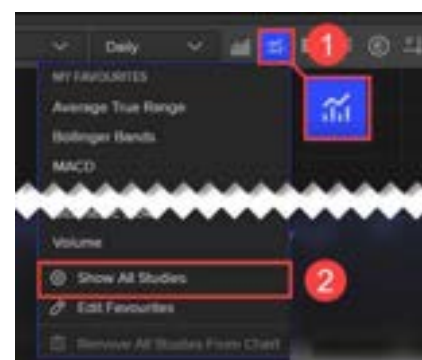 Daily
1
MY FAVOURITES
Average True Range
Bollinger Bands
MACD
Volume
Show All Studies
2
Edit Favourites
Remove All Studies From Chart